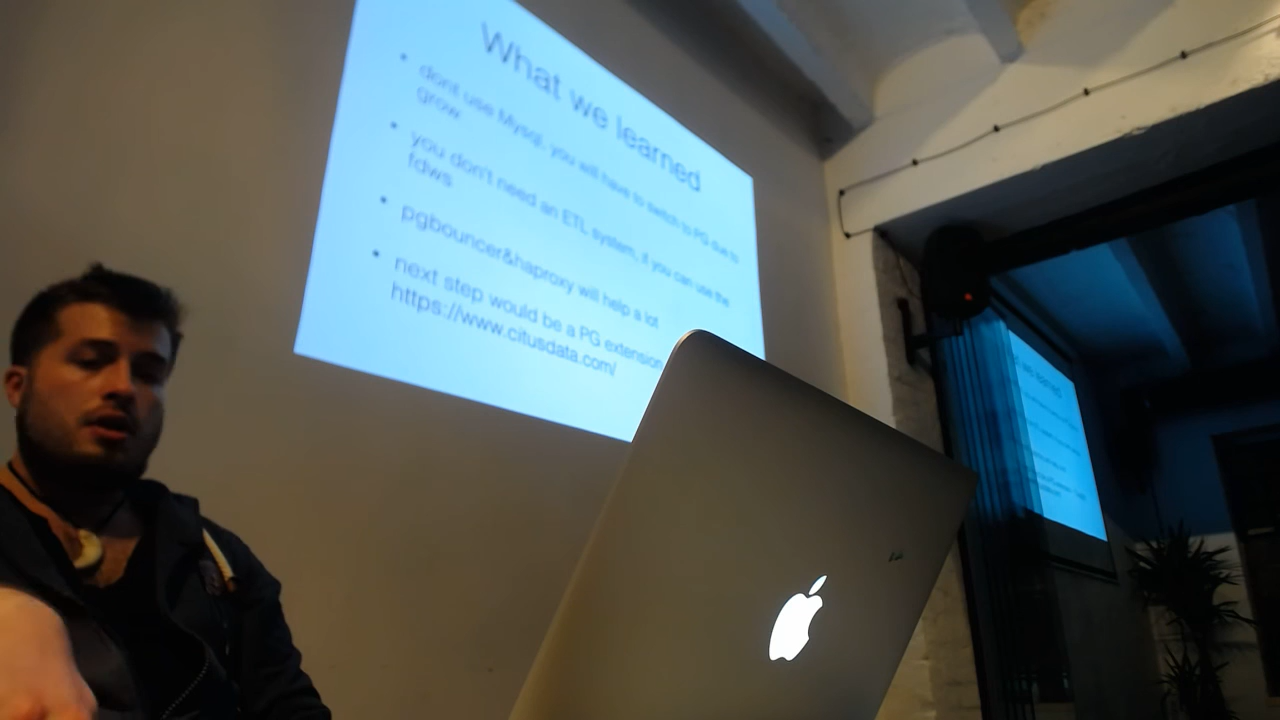 What we learned
dont use Mysql, you will have to switch to PG due to
grow
you don't need an ETL system, if you can use the
fdws
pgbouncer&haproxy will help a lot
next step would be a PG extension
https://www.citusdata.com/
we learned